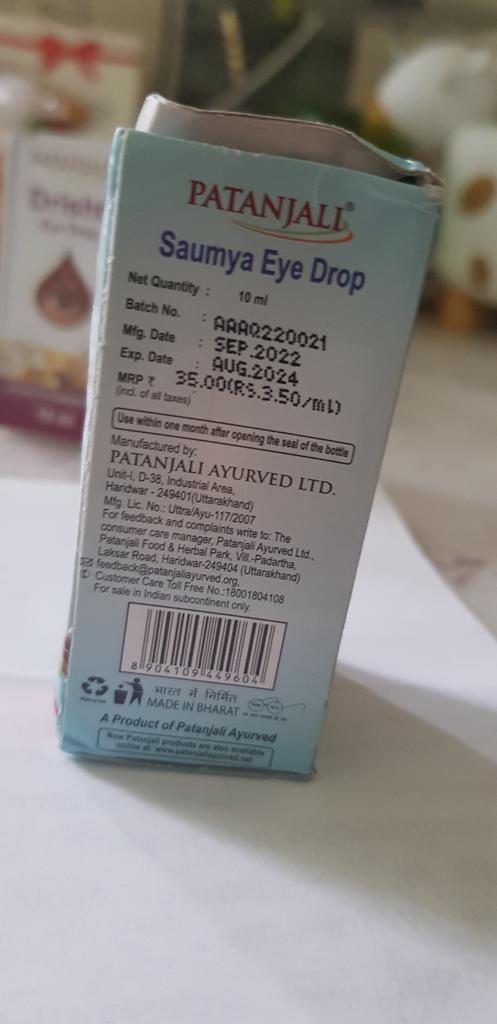 PATANJALI®
Saumya Eye Drop
Net Quantity : 10 ml
Batch No. : AAAQ220021
Mfg. Date : SEP.2022
Exp. Date : AUG.2024
MRP ₹ 35.00(RS.3.50/mL)
(incl. of all taxes)
Use within one month after opening the seal of the bottle
Manufactured by:
PATANJALI AYURVED LTD.
Unit-I, D-38, Industrial Area,
Haridwar - 249401(Uttarakhand)
Mfg. Lic. No.: Uttra/Ayu-117/2007
For feedback and complaints write to: The
consumer care manager, Patanjali Ayurved Ltd.,
Patanjali Food & Herbal Park, Vill.-Padartha,
Laksar Road, Haridwar-249404 (Uttarakhand)
feedback@patanjaliayurved.org,
Customer Care Toll Free No.:18001804108
For sale in Indian subcontinent only.
8 904109 449604
भारत में निर्मित
MADE IN BHARAT
Recycle
A Product of Patanjali Ayurved
Now Patanjali products are also available
online at: www.patanjaliayurved.net
PATANJALI
Eye Drop